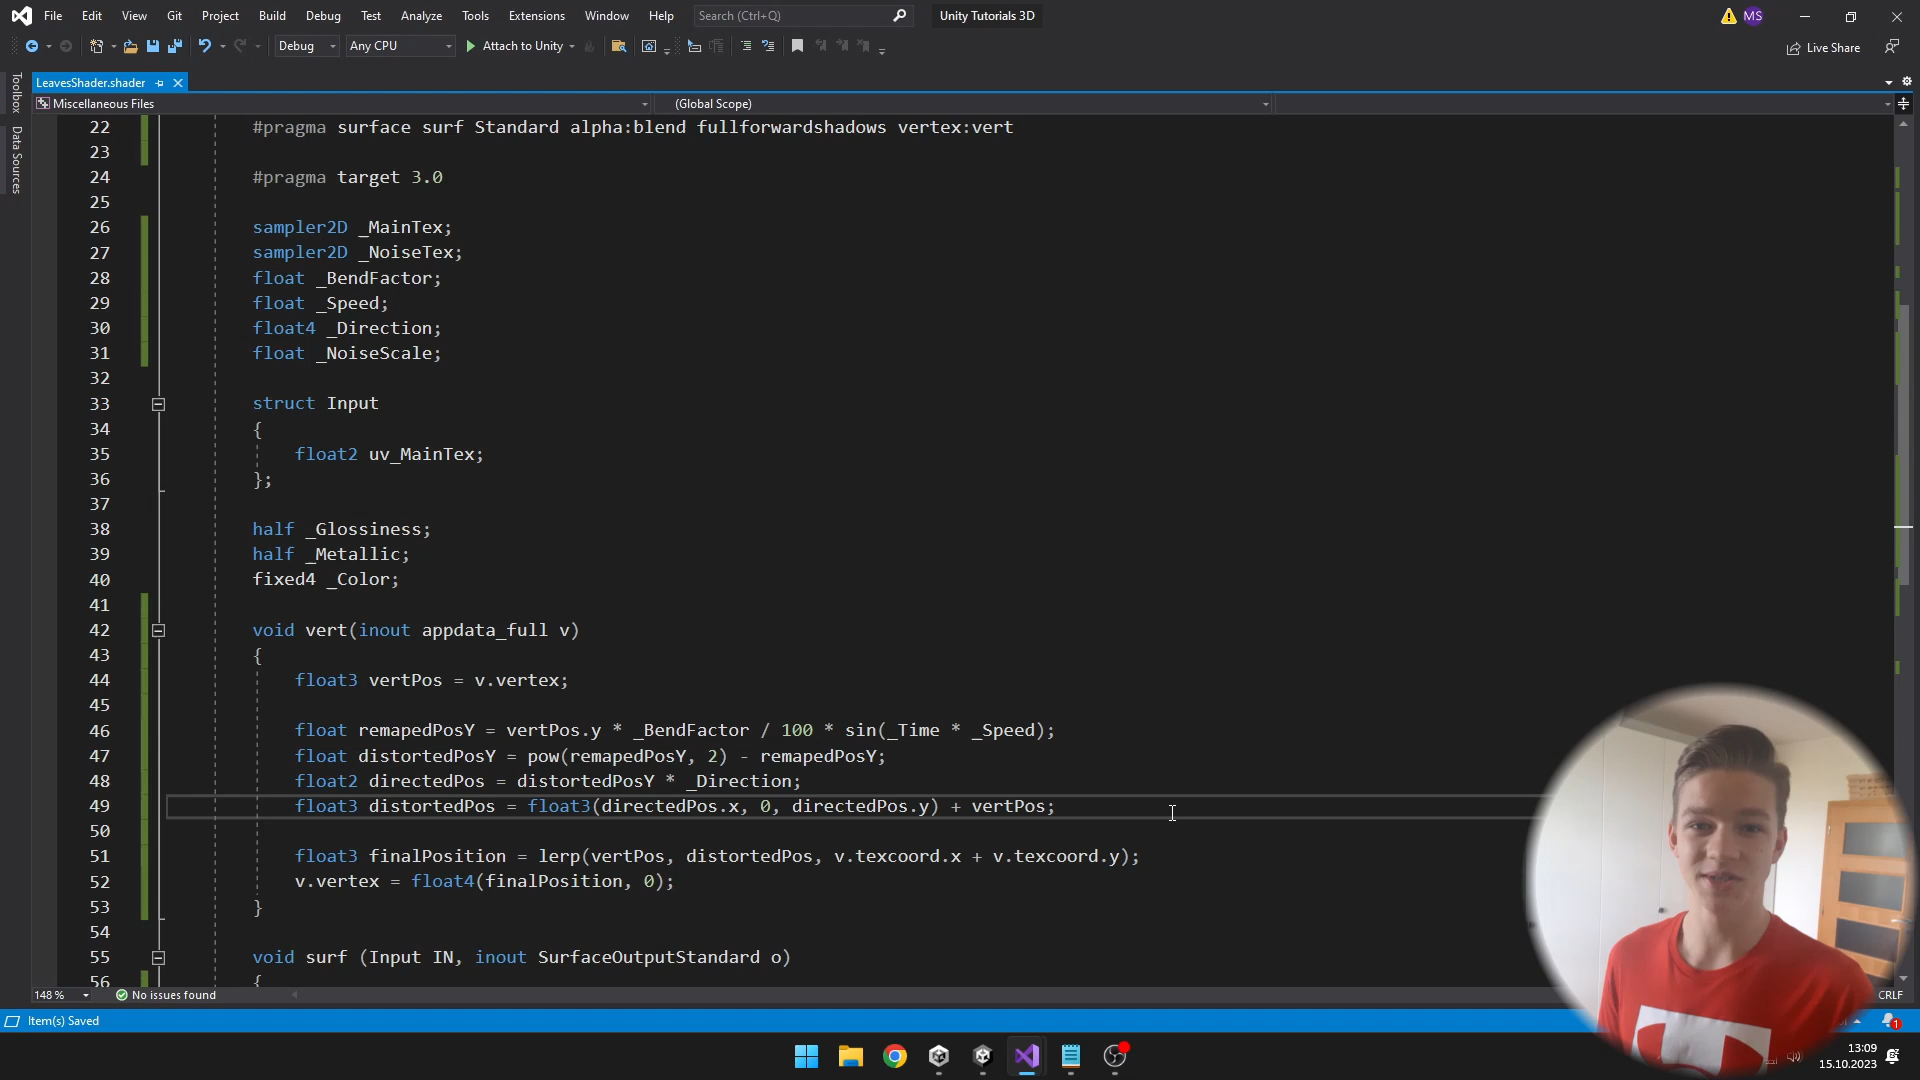 File Edit View Git Project Build Debug Test Analyze Tools Extensions Window Help Search (Ctrl+Q) Unity Tutorials 3D MS
Debug Any CPU Attach to Unity Live Share
LeavesShader.shader
Miscellaneous Files (Global Scope)
Toolbox
Data Sources
22 #pragma surface surf Standard alpha:blend fullforwardshadows vertex:vert
23
24 #pragma target 3.0
25
26 sampler2D _MainTex;
27 sampler2D _NoiseTex;
28 float _BendFactor;
29 float _Speed;
30 float4 _Direction;
31 float _NoiseScale;
32
33 struct Input
34 {
35 float2 uv_MainTex;
36 };
37
38 half _Glossiness;
39 half _Metallic;
40 fixed4 _Color;
41
42 void vert(inout appdata_full v)
43 {
44 float3 vertPos = v.vertex;
45
46 float remapedPosY = vertPos.y * _BendFactor / 100 * sin(_Time * _Speed);
47 float distortedPosY = pow(remapedPosY, 2) - remapedPosY;
48 float2 directedPos = distortedPosY * _Direction;
49 float3 distortedPos = float3(directedPos.x, 0, directedPos.y) + vertPos;
50
51 float3 finalPosition = lerp(vertPos, distortedPos, v.texcoord.x + v.texcoord.y);
52 v.vertex = float4(finalPosition, 0);
53 }
54
55 void surf (Input IN, inout SurfaceOutputStandard o)
56 {
148 % No issues found CRLF
Item(s) Saved 1
13:09
15.10.2023